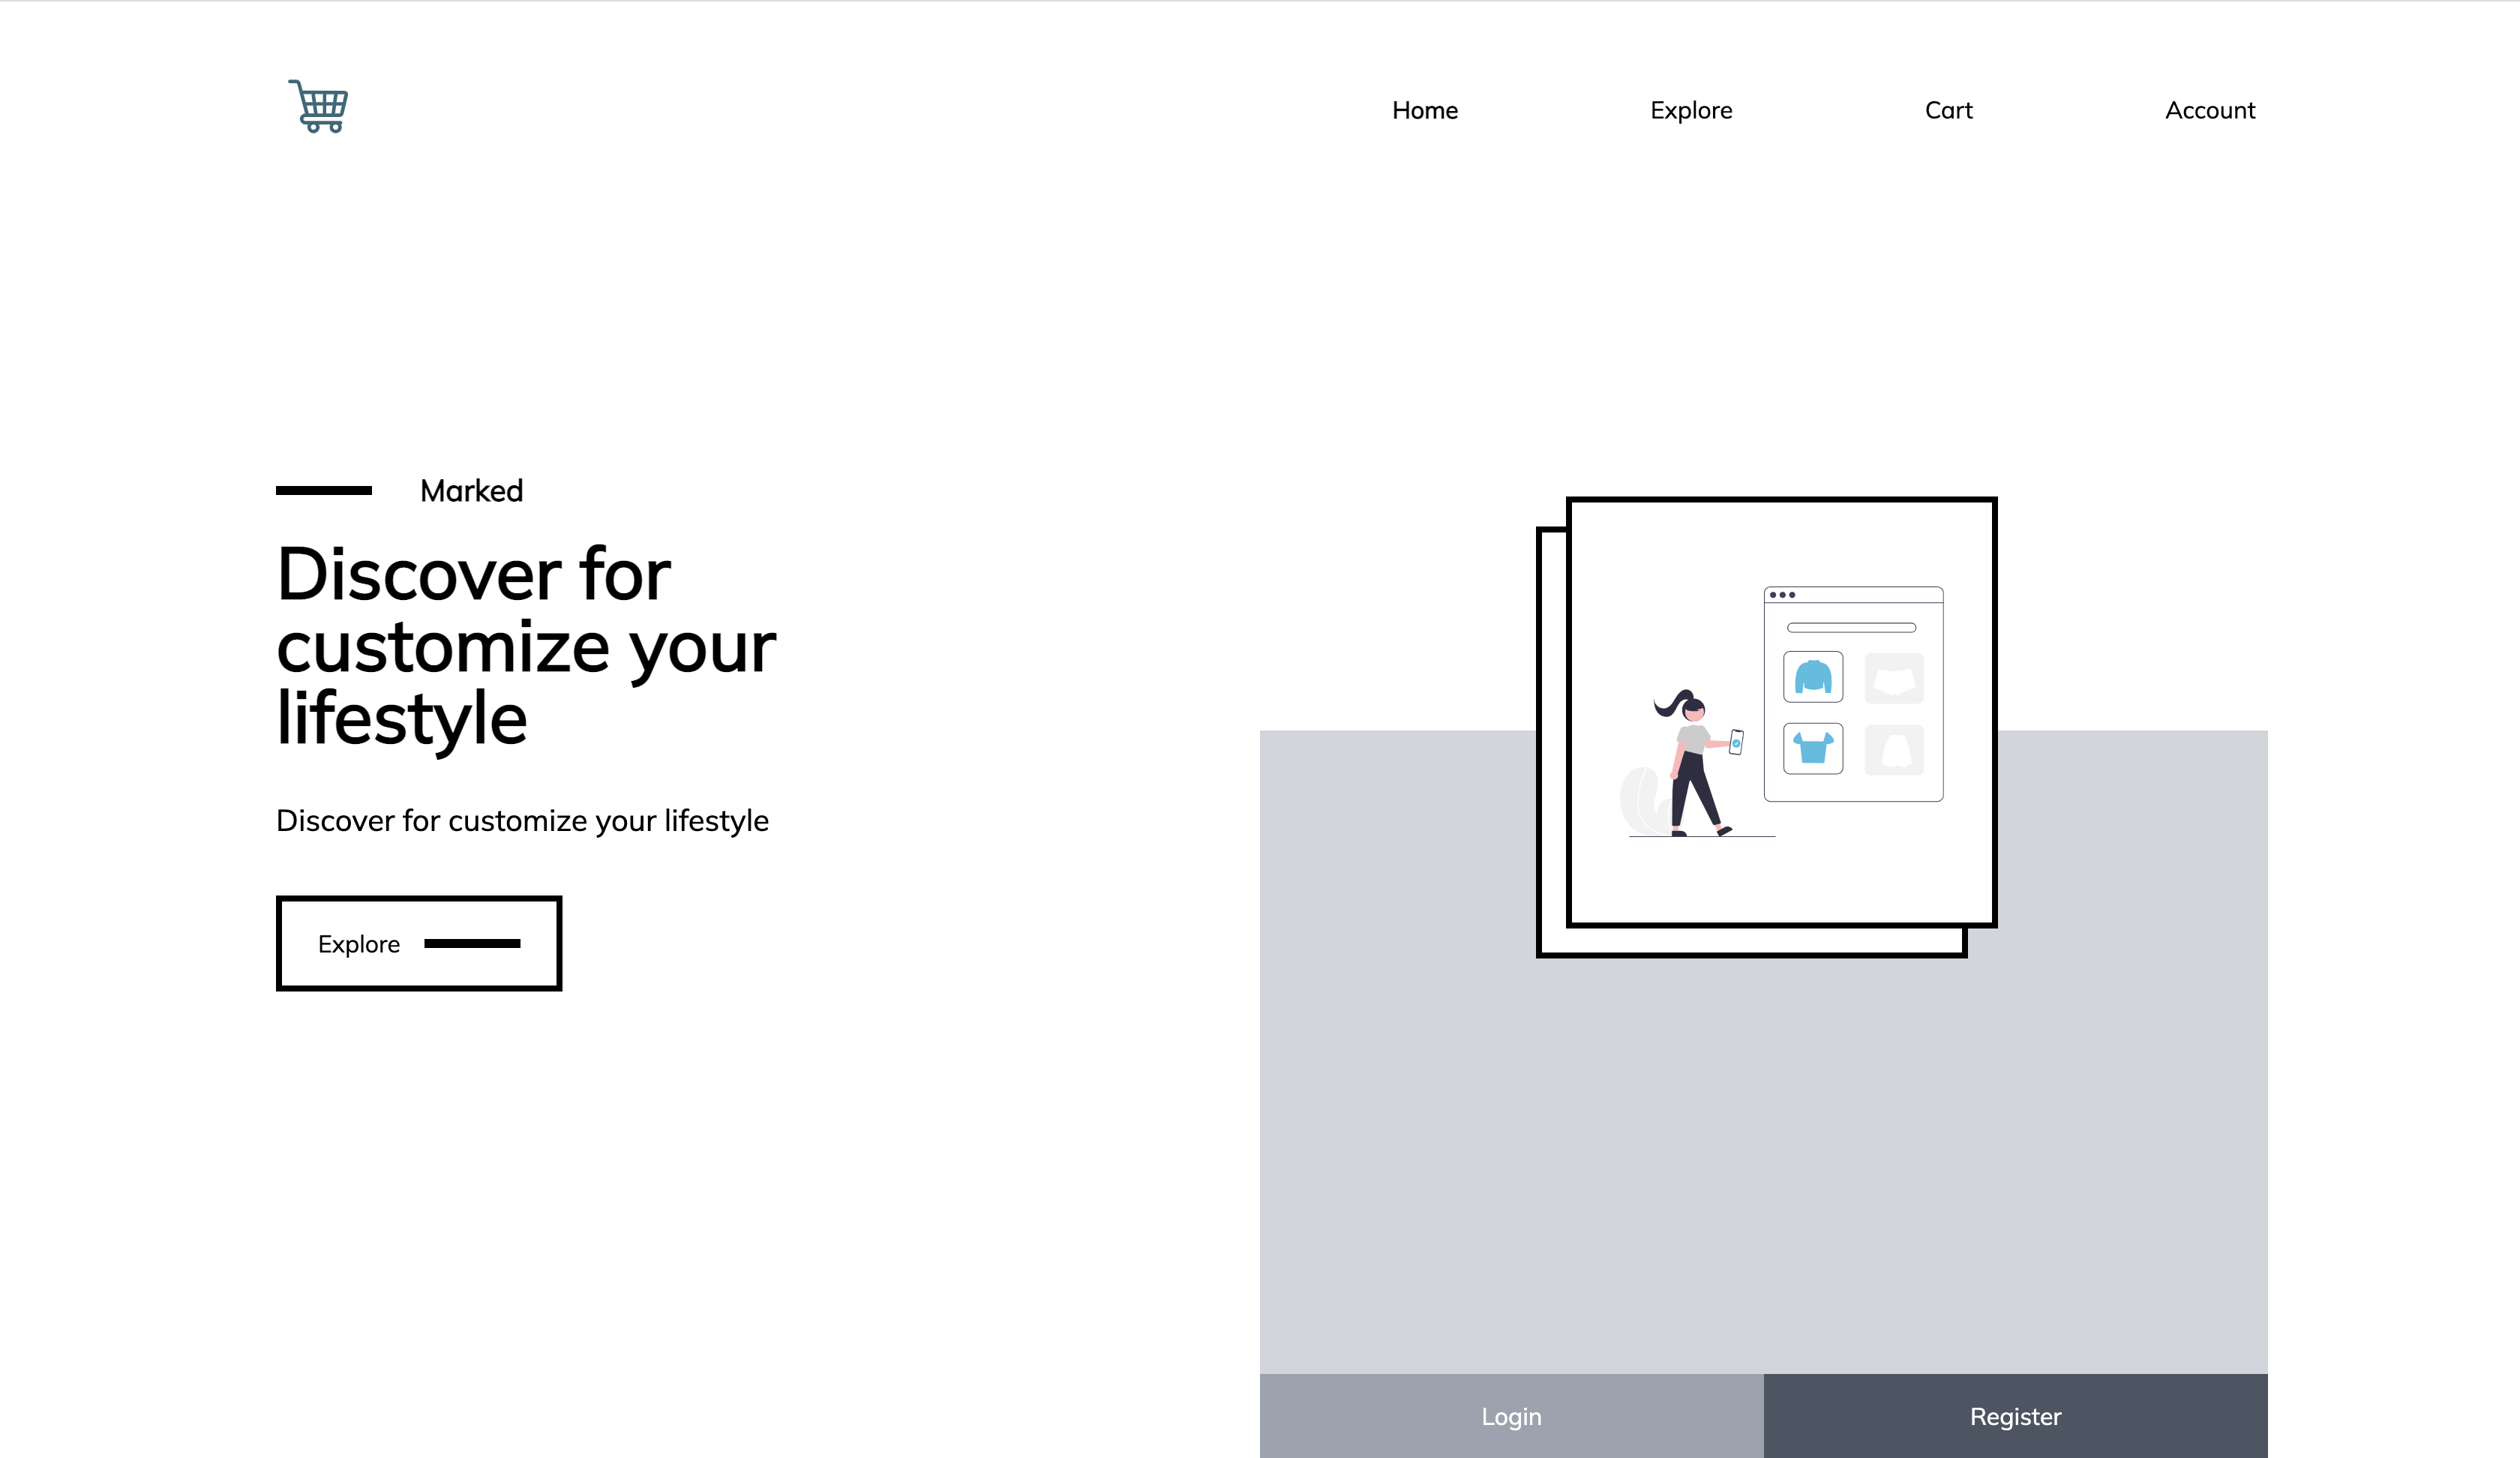 Home
Explore
Cart
Account
Marked
Discover for
customize your
lifestyle
Discover for customize your lifestyle
Explore
Login
Register